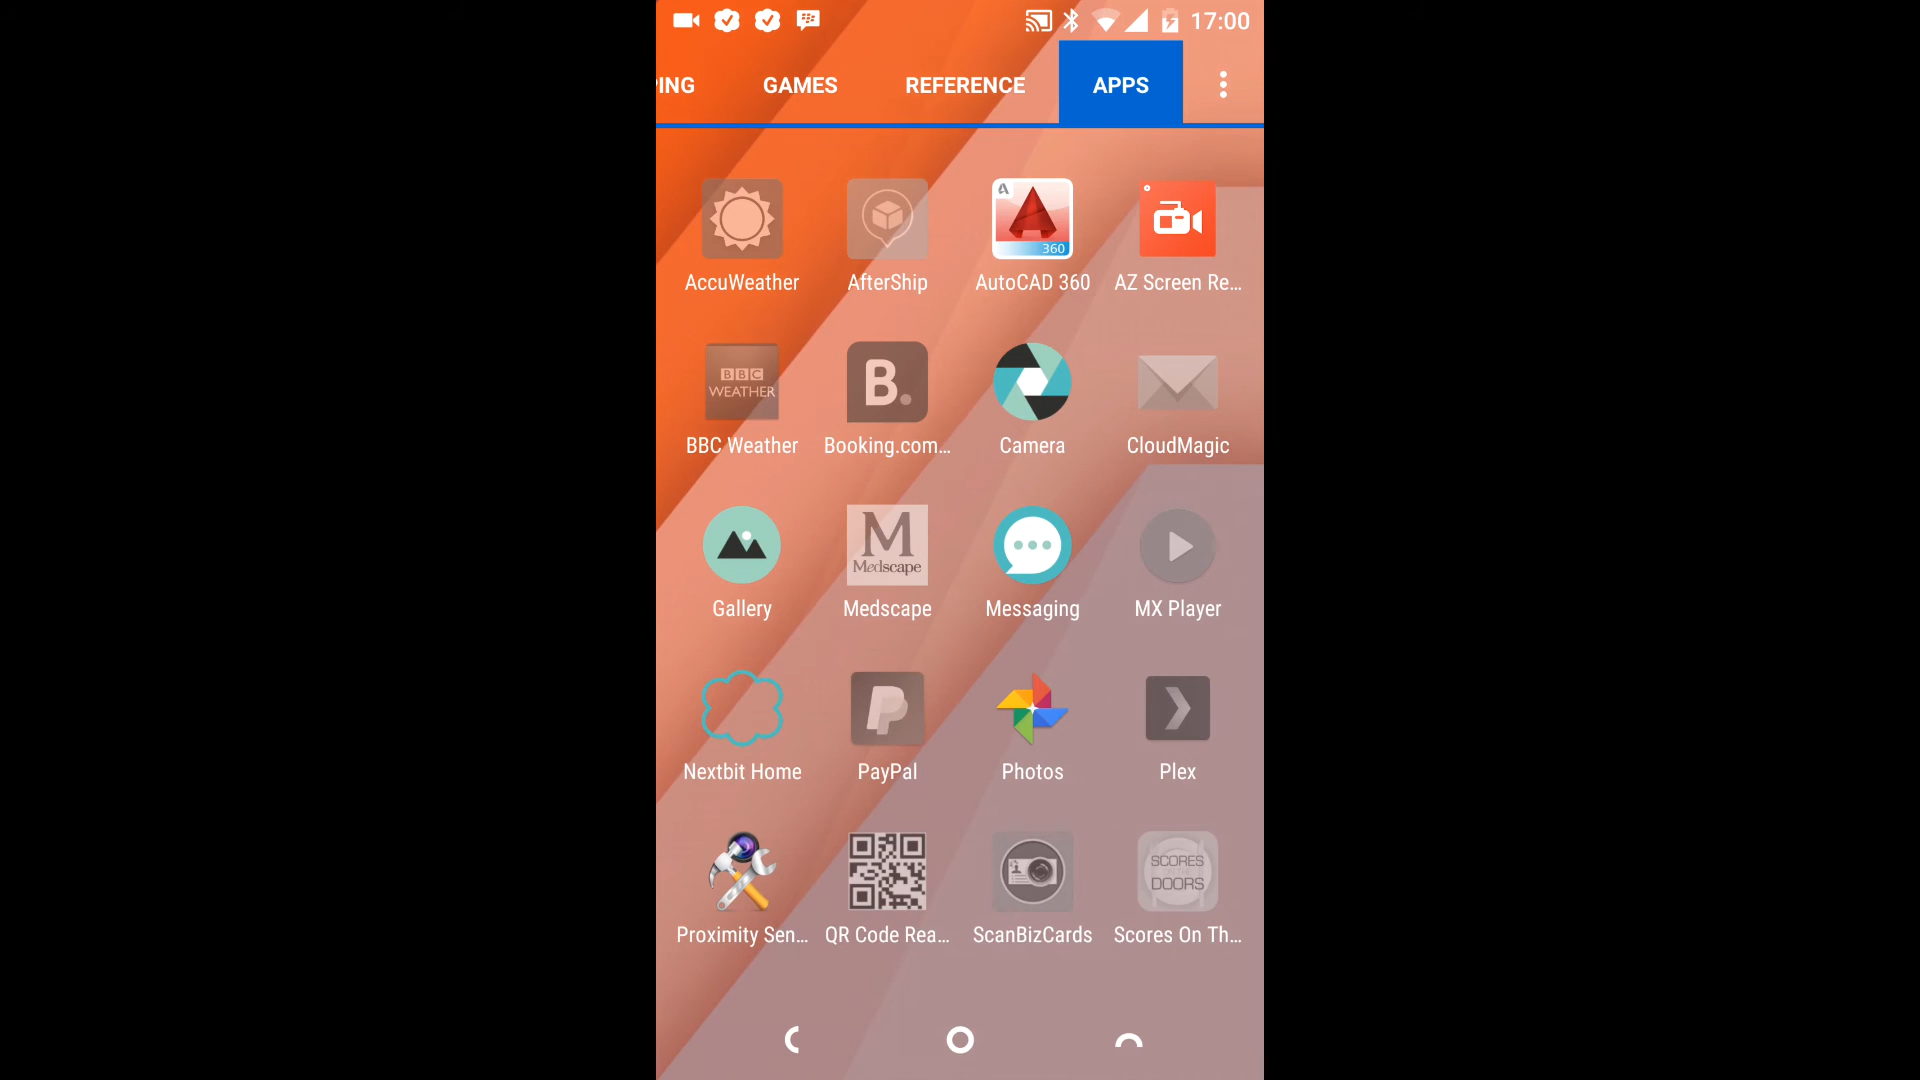 17:00
PING GAMES REFERENCE APPS
360
AccuWeather AfterShip AutoCAD 360 AZ Screen Re...
BBC
WEATHER
B.
BBC Weather Booking.com... Camera CloudMagic
M
Medscape
Gallery Medscape Messaging MX Player
Nextbit Home PayPal Photos Plex
SCORES
DOORS
Proximity Sen... QR Code Rea... ScanBizCards Scores On Th...